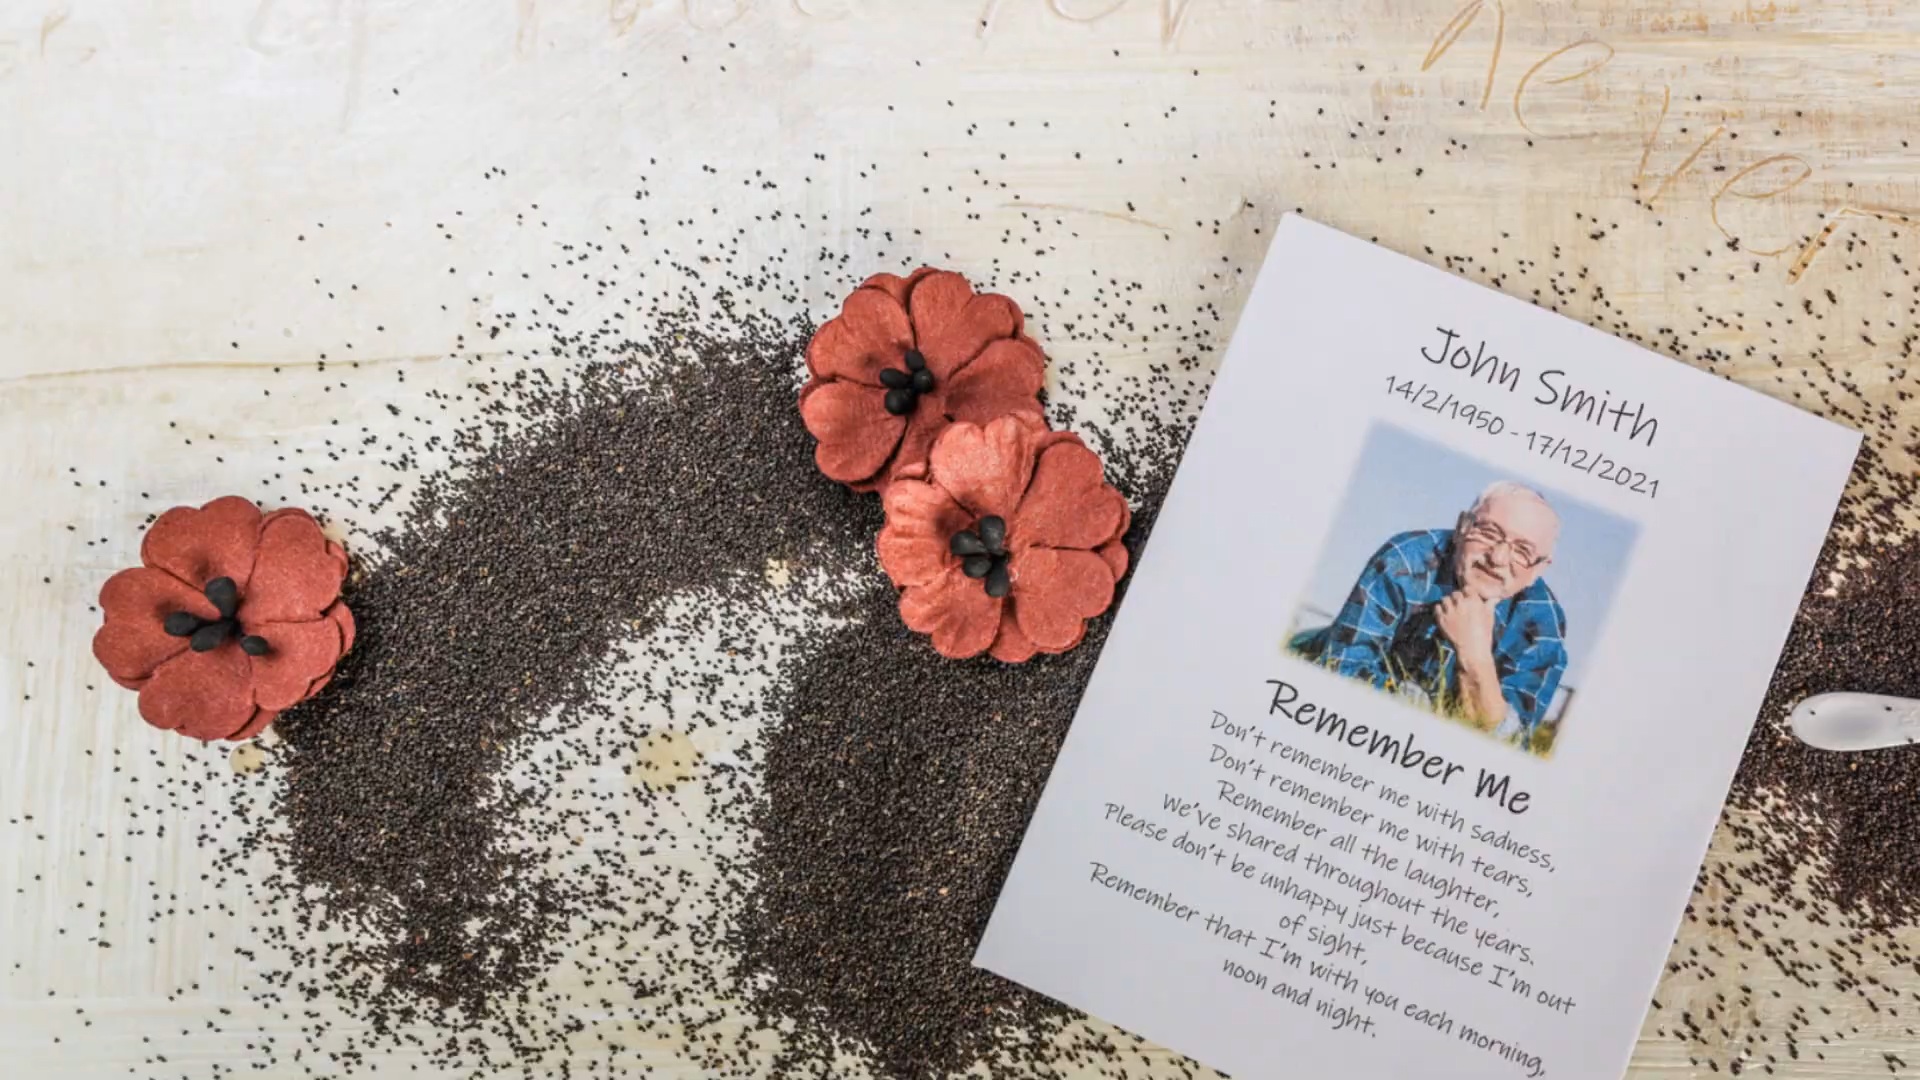 never
John Smith
14/2/1950 - 17/12/2021
Remember Me
Don't remember me with sadness,
Don't remember me with tears,
Remember all the laughter,
we've shared throughout the years.
Please don't be unhappy just because I'm out
of sight,
Remember that I'm with you each morning,
noon and night.